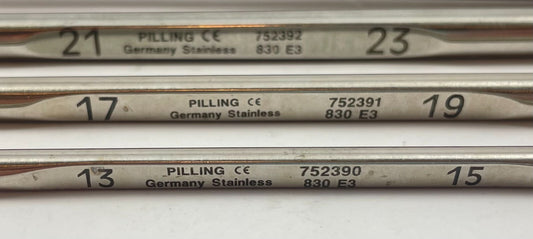 21 PILLING CE 752392 23
Germany Stainless 830 E3
17 PILLING CE 752391 19
Germany Stainless 830 E3
13 PILLING CE 752390 15
Germany Stainless 830 E3